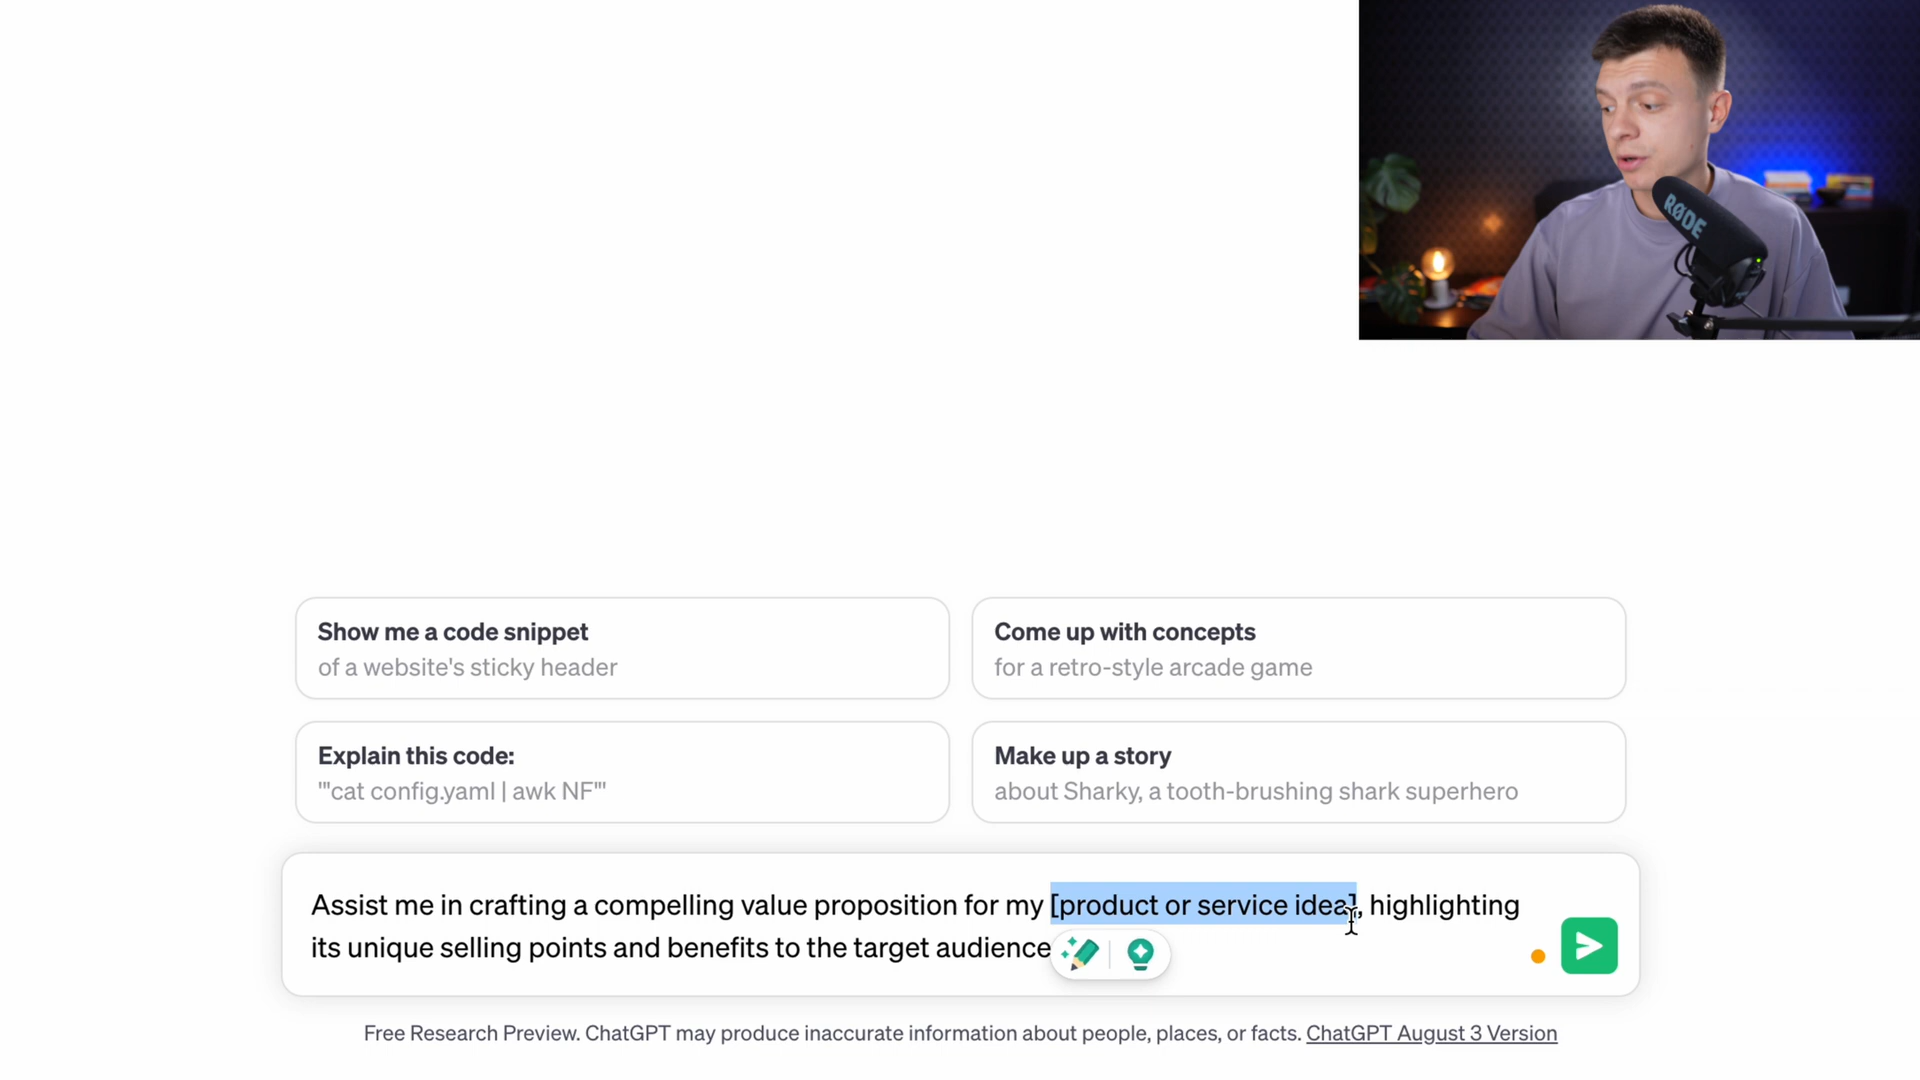 RØDE
Show me a code snippet
of a website's sticky header
Come up with concepts
for a retro-style arcade game
Explain this code:
"'cat config.yaml | awk NF'"
Make up a story
about Sharky, a tooth-brushing shark superhero
Assist me in crafting a compelling value proposition for my [product or service idea], highlighting
its unique selling points and benefits to the target audience
Free Research Preview. ChatGPT may produce inaccurate information about people, places, or facts. ChatGPT August 3 Version